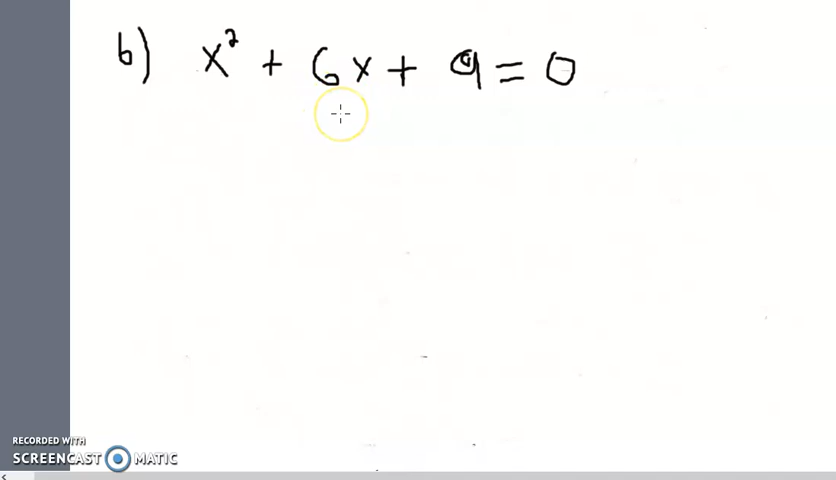 b) x² + 6x + 9 = 0
RECORDED WITH
SCREENCAST MATIC